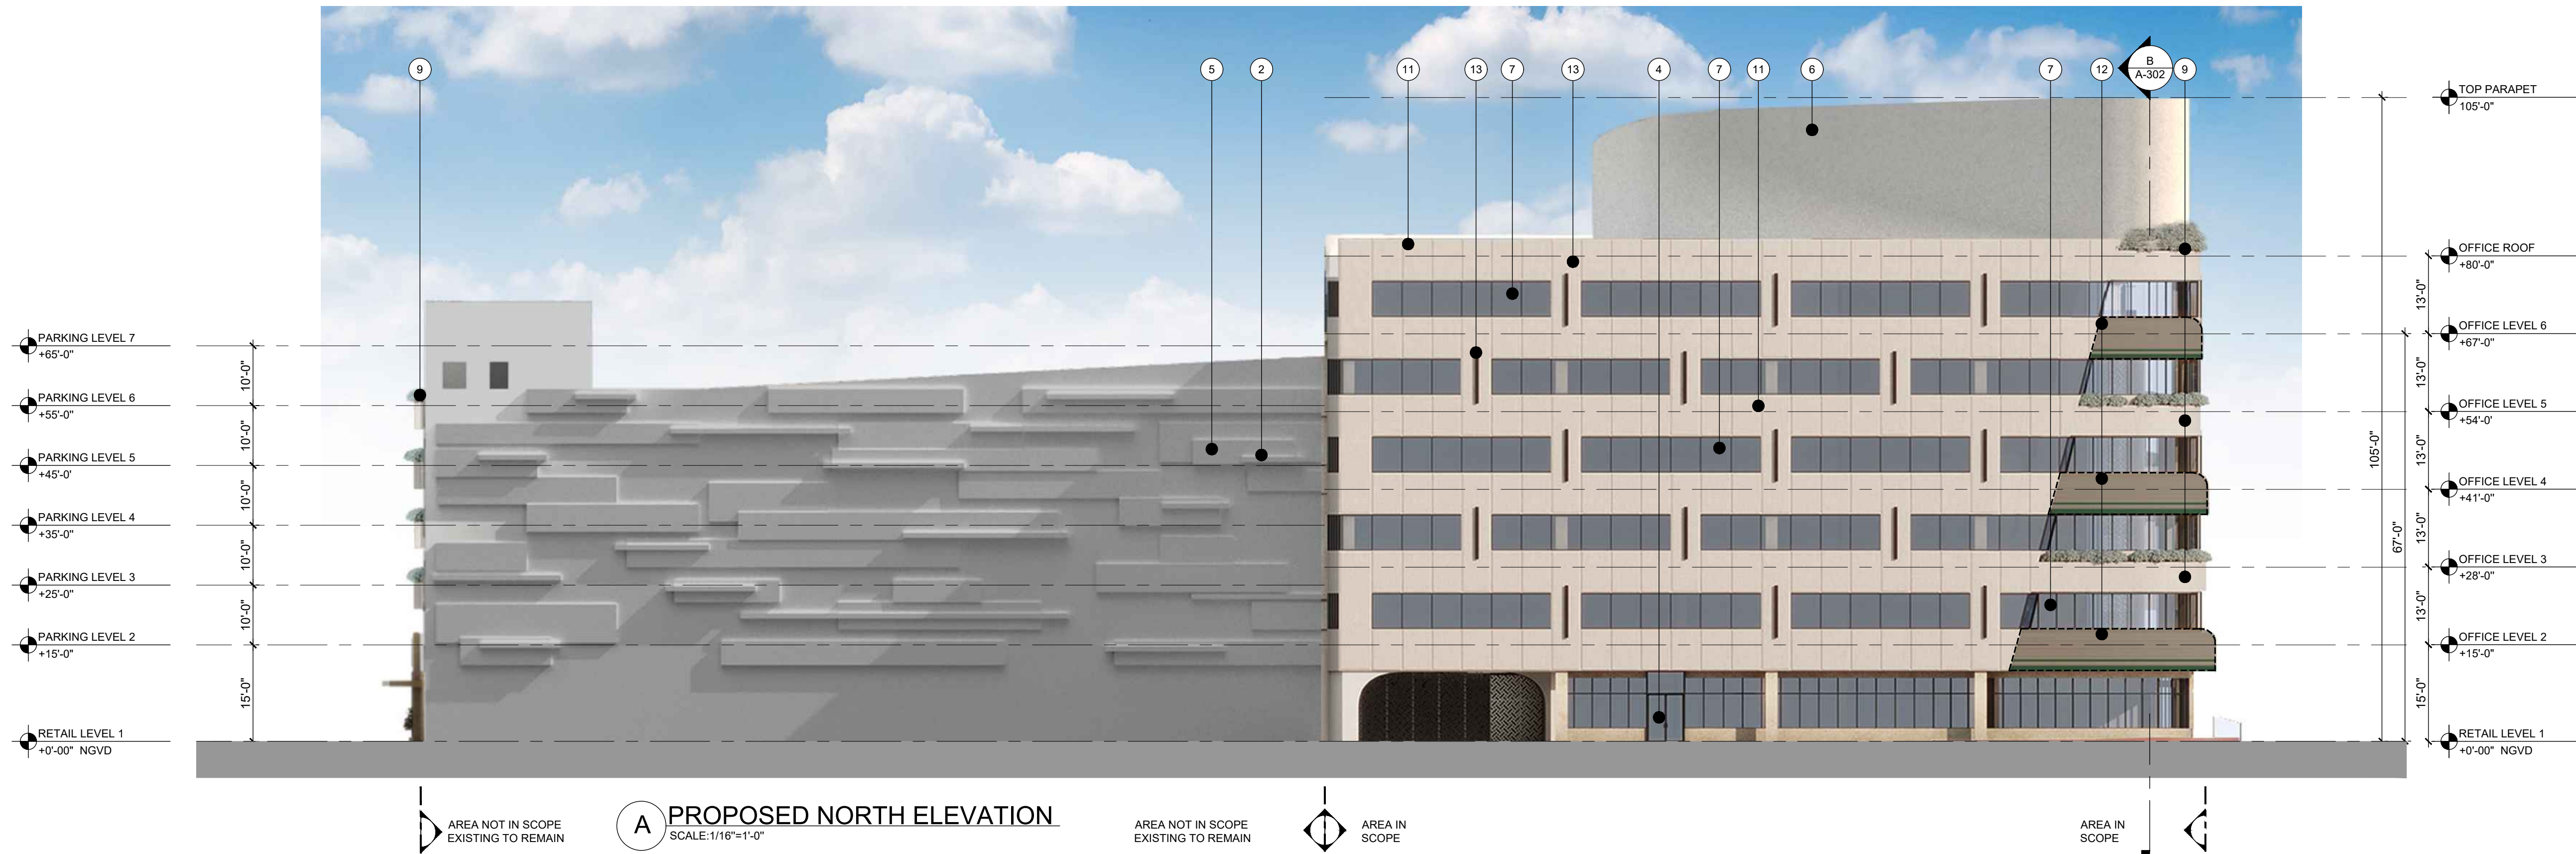 9
5
2
11
13
7
13
4
7
11
6
7
12
9
B
A-302
TOP PARAPET
105'-0"
OFFICE ROOF
+80'-0"
OFFICE LEVEL 6
+67'-0"
OFFICE LEVEL 5
+54'-0'
OFFICE LEVEL 4
+41'-0"
OFFICE LEVEL 3
+28'-0"
OFFICE LEVEL 2
+15'-0"
RETAIL LEVEL 1
+0'-00" NGVD
PARKING LEVEL 7
+65'-0"
PARKING LEVEL 6
+55'-0"
PARKING LEVEL 5
+45'-0'
PARKING LEVEL 4
+35'-0"
PARKING LEVEL 3
+25'-0"
PARKING LEVEL 2
+15'-0"
RETAIL LEVEL 1
+0'-00" NGVD
10'-0"
10'-0"
10'-0"
10'-0"
10'-0"
15'-0"
105'-0"
67'-0"
13'-0"
13'-0"
13'-0"
13'-0"
13'-0"
15'-0"
AREA NOT IN SCOPE
EXISTING TO REMAIN
A
PROPOSED NORTH ELEVATION
SCALE:1/16"=1'-0"
AREA NOT IN SCOPE
EXISTING TO REMAIN
AREA IN
SCOPE
AREA IN
SCOPE